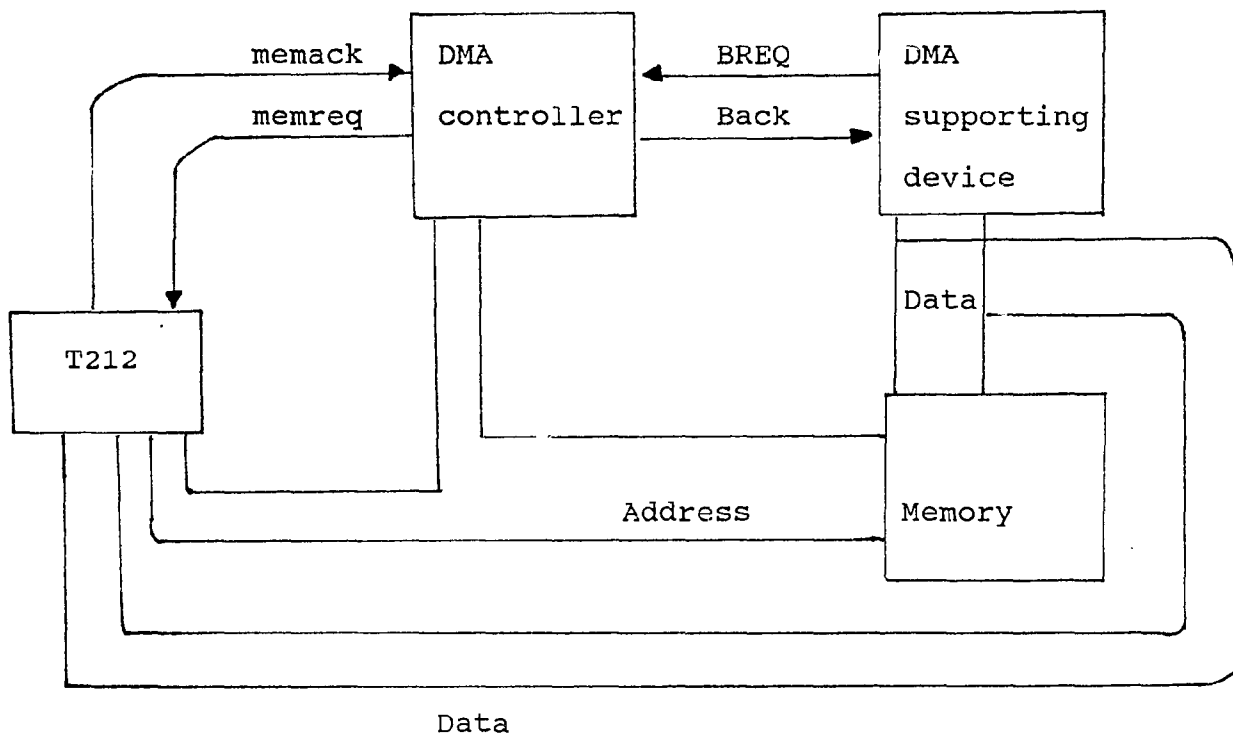 memack
memreq
DMA
controller
BREQ
Back
DMA
supporting
device
T212
Data
Address
Memory
Data